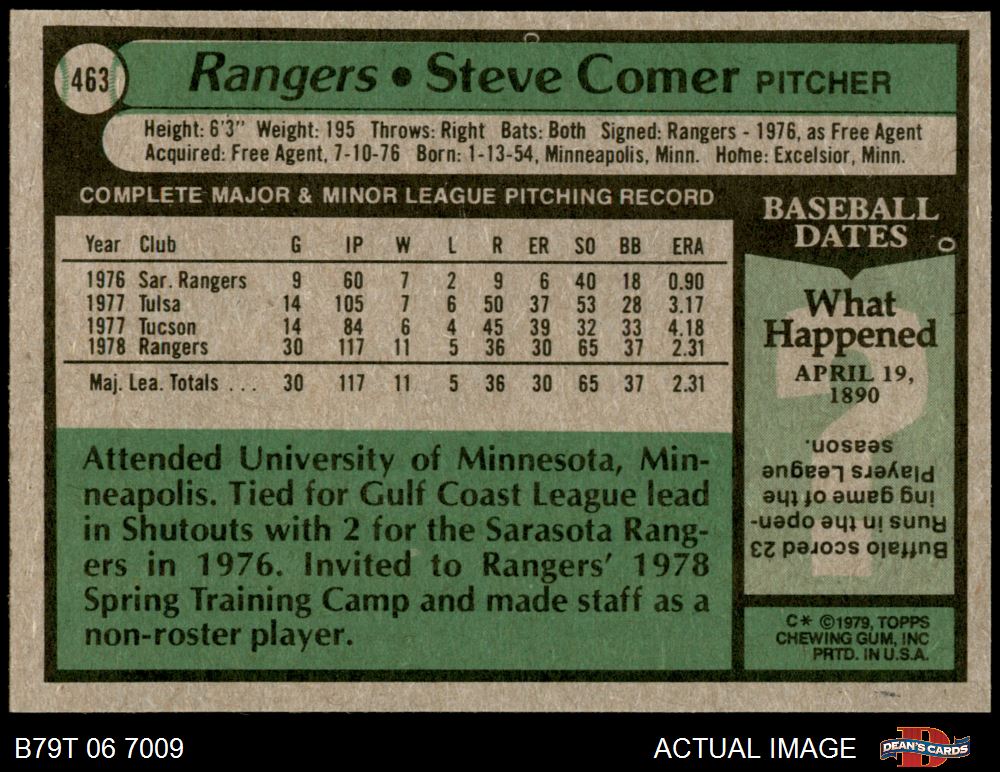 463
Rangers • Steve Comer PITCHER
Height: 6'3" Weight: 195 Throws: Right Bats: Both Signed: Rangers - 1976, as Free Agent
Acquired: Free Agent, 7-10-76 Born: 1-13-54, Minneapolis, Minn. Home: Excelsior, Minn.
COMPLETE MAJOR & MINOR LEAGUE PITCHING RECORD
Year Club G IP W L R ER SO BB ERA
1976 Sar. Rangers 9 60 7 2 9 6 40 18 0.90
1977 Tulsa 14 105 7 6 50 37 53 28 3.17
1977 Tucson 14 84 6 4 45 39 32 33 4.18
1978 Rangers 30 117 11 5 36 30 65 37 2.31
Maj. Lea. Totals . . . 30 117 11 5 36 30 65 37 2.31
Attended University of Minnesota, Min-
neapolis. Tied for Gulf Coast League lead
in Shutouts with 2 for the Sarasota Rang-
ers in 1976. Invited to Rangers' 1978
Spring Training Camp and made staff as a
non-roster player.
BASEBALL
DATES
What
Happened
APRIL 19,
1890
Buffalo scored 23
Runs in the open-
ing game of the
Players League
season.
C* ©1979, TOPPS
CHEWING GUM, INC
PRTD. IN U.S.A.
B79T 06 7009
ACTUAL IMAGE
D
DEAN'S CARDS